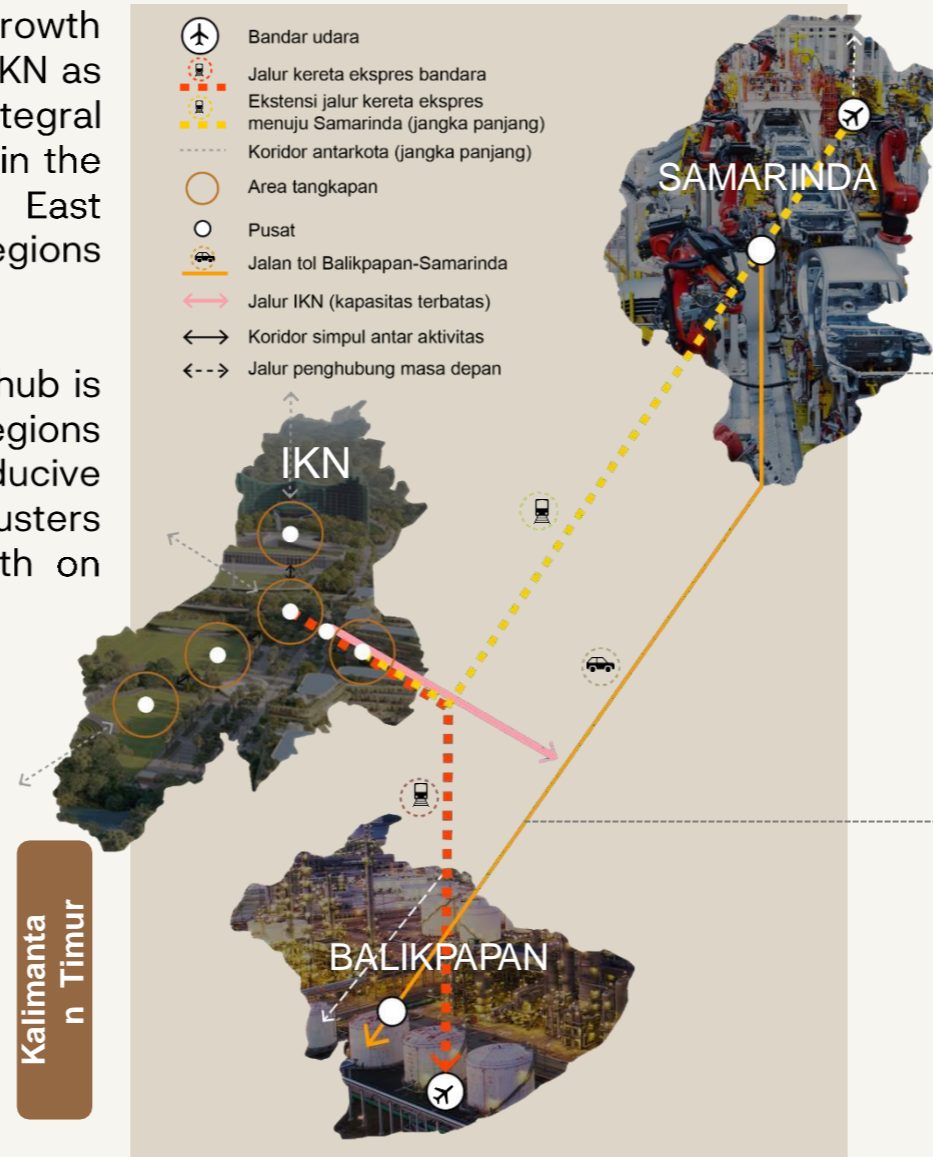 rowth
KN as
ntegral
in the
East
egions
hub is
egions
ducive
usters
th on
Bandar udara
Jalur kereta ekspres bandara
Ekstensi jalur kereta ekspres
menuju Samarinda (jangka panjang)
Koridor antarkota (jangka panjang)
Area tangkapan
Pusat
Jalan tol Balikpapan-Samarinda
Jalur IKN (kapasitas terbatas)
Koridor simpul antar aktivitas
Jalur penghubung masa depan
SAMARINDA
IKN
BALIKPAPAN
Kalimanta
n Timur